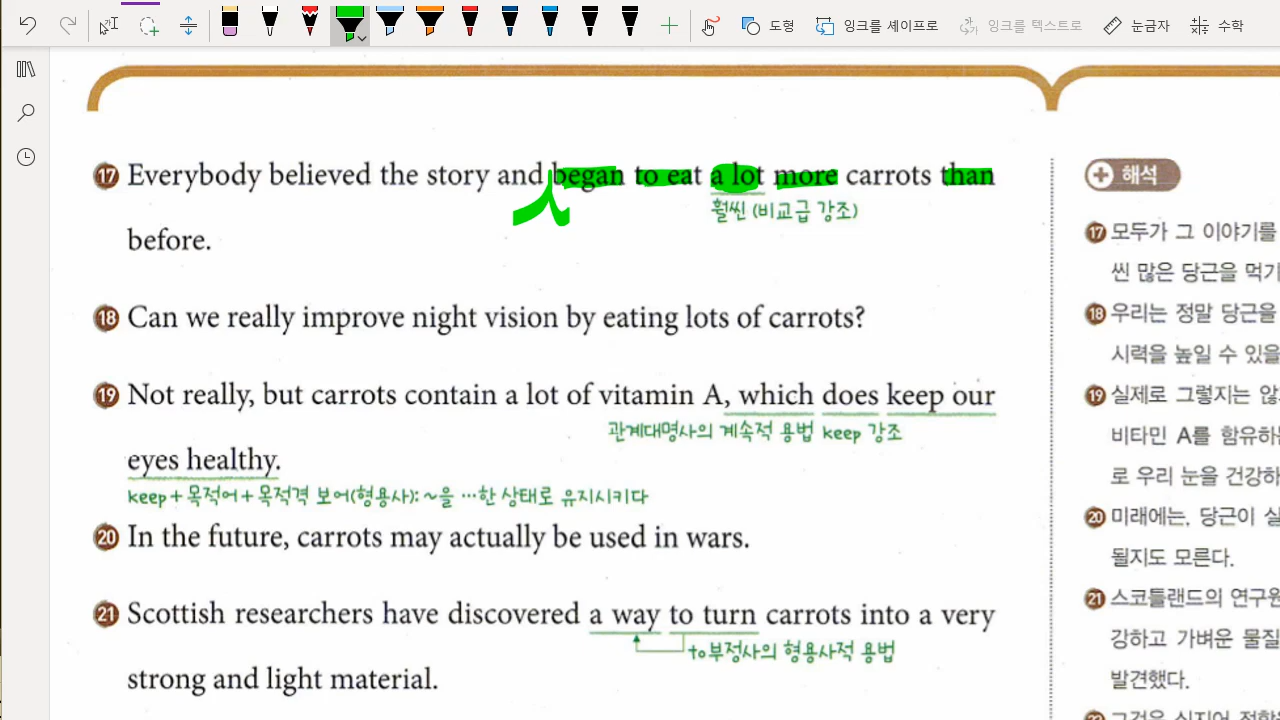 도형 잉크를 셰이프로 잉크를 텍스트로 눈금자 수학
17 Everybody believed the story and began to eat a lot more carrots than
훨씬 (비교급 강조)
before.
18 Can we really improve night vision by eating lots of carrots?
19 Not really, but carrots contain a lot of vitamin A, which does keep our
관계대명사의 계속적 용법 keep 강조
eyes healthy.
keep + 목적어 + 목적격 보어(형용사): ~을 …한 상태로 유지시키다
20 In the future, carrots may actually be used in wars.
21 Scottish researchers have discovered a way to turn carrots into a very
to부정사의 형용사적 용법
strong and light material.
해석
17 모두가 그 이야기를
씬 많은 당근을 먹기
18 우리는 정말 당근을
시력을 높일 수 있을
19 실제로 그렇지는 않
비타민 A를 함유하
로 우리 눈을 건강하
20 미래에는, 당근이 실
될지도 모른다.
21 스코틀랜드의 연구원
강하고 가벼운 물질
발견했다.